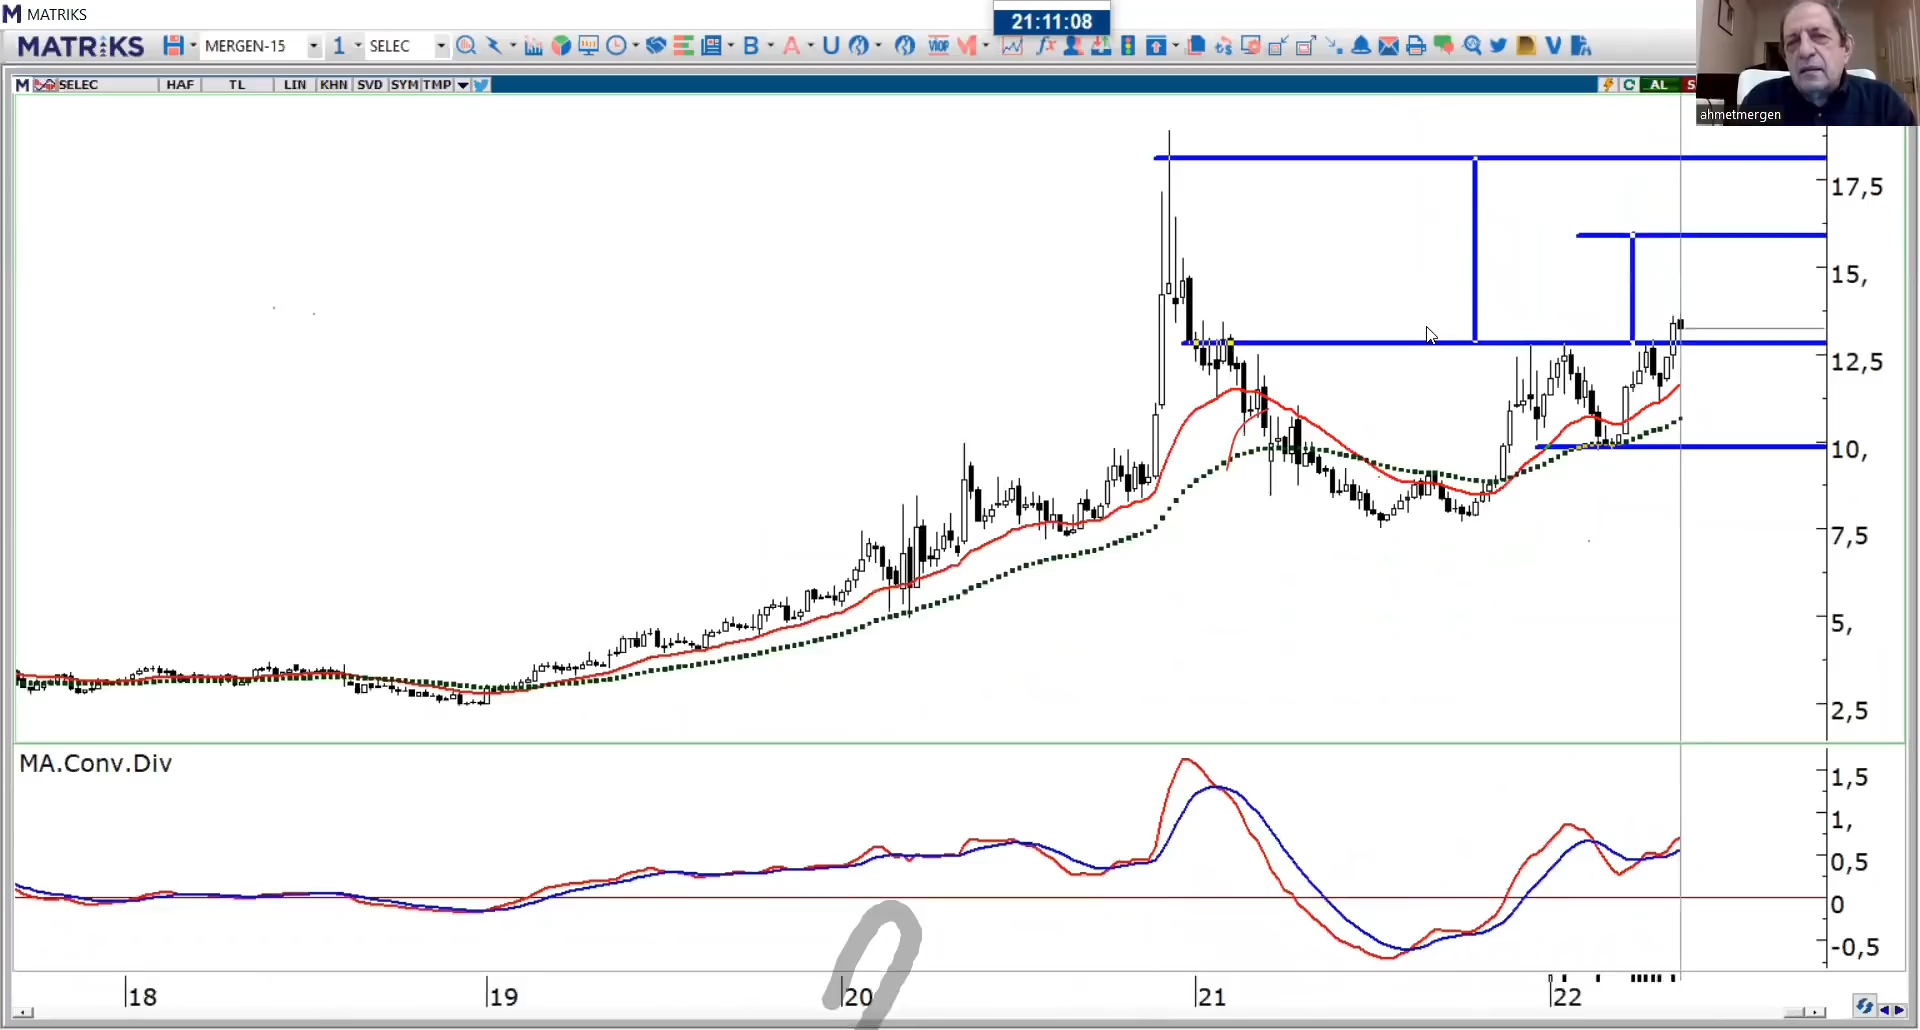 MATRIKS
21:11:08
MATRIKS MERGEN-15 1 SELEC B A U VIOP M fx V
ahmetmergen
M SELEC HAF TL LIN KHN SVD SYM TMP C AL S
17,5
15,
12,5
10,
7,5
5,
2,5
MA.Conv.Div
1,5
1,
0,5
0
-0,5
18 19 20 21 22